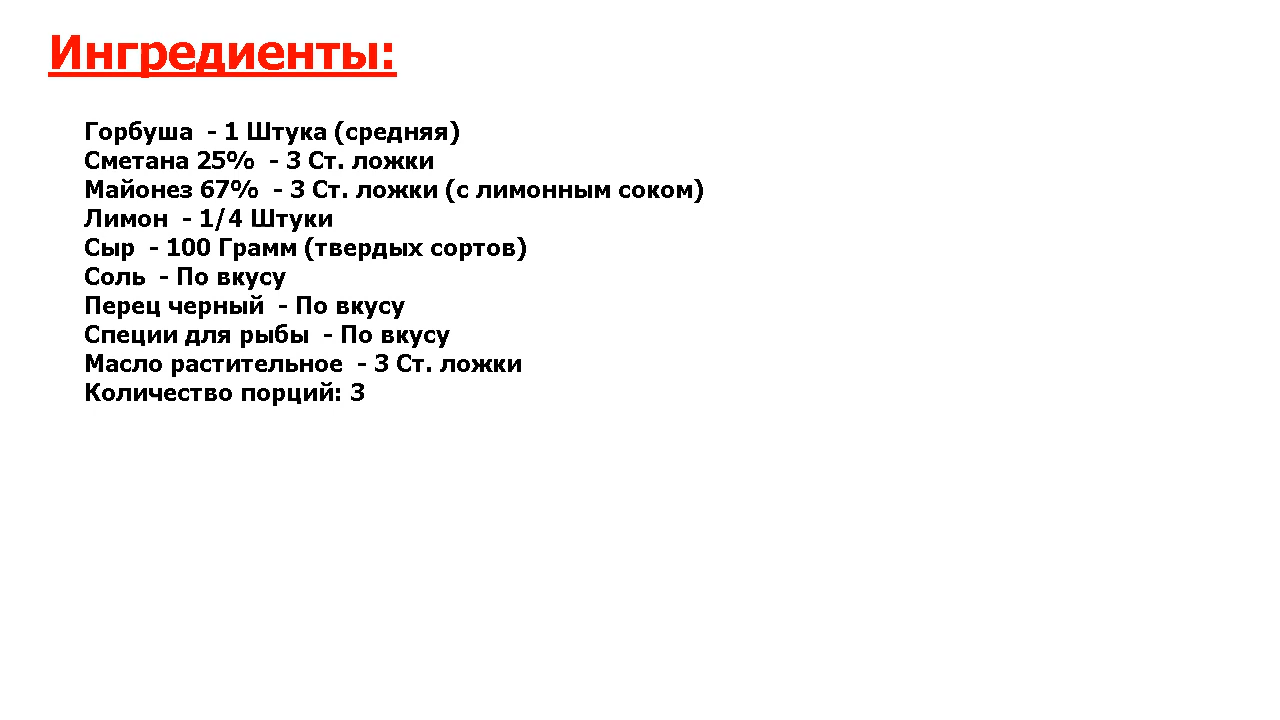 Ингредиенты:
Горбуша  - 1 Штука (средняя)
Сметана 25%  - 3 Ст. ложки
Майонез 67%  - 3 Ст. ложки (с лимонным соком)
Лимон  - 1/4 Штуки
Сыр  - 100 Грамм (твердых сортов)
Соль  - По вкусу
Перец черный  - По вкусу
Специи для рыбы  - По вкусу
Масло растительное  - 3 Ст. ложки
Количество порций: 3